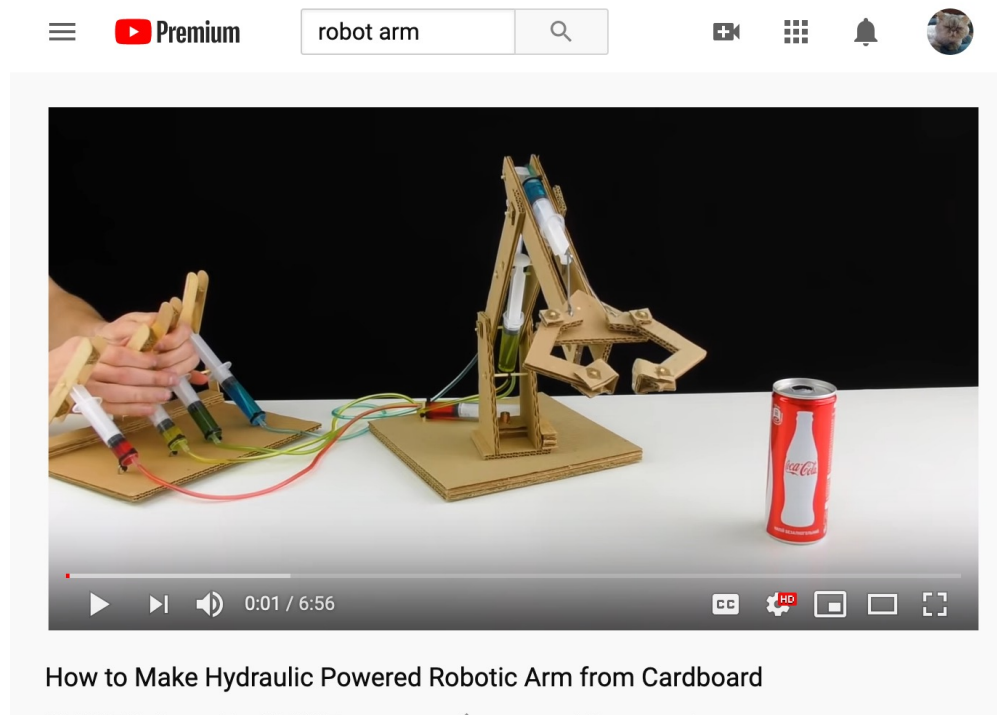 Premium
robot arm
Coca-Cola
0:01 / 6:56
CC
HD
How to Make Hydraulic Powered Robotic Arm from Cardboard